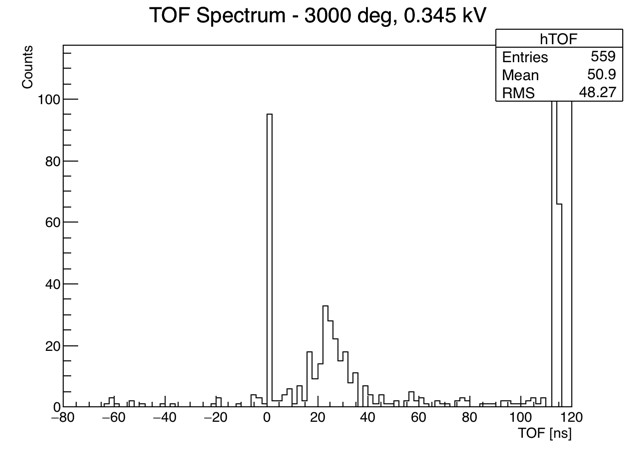 TOF Spectrum - 3000 deg, 0.345 kV
hTOF
Entries 559
Mean 50.9
RMS 48.27
Counts
100
80
60
40
20
0
−80 −60 −40 −20 0 20 40 60 80 100 120
TOF [ns]